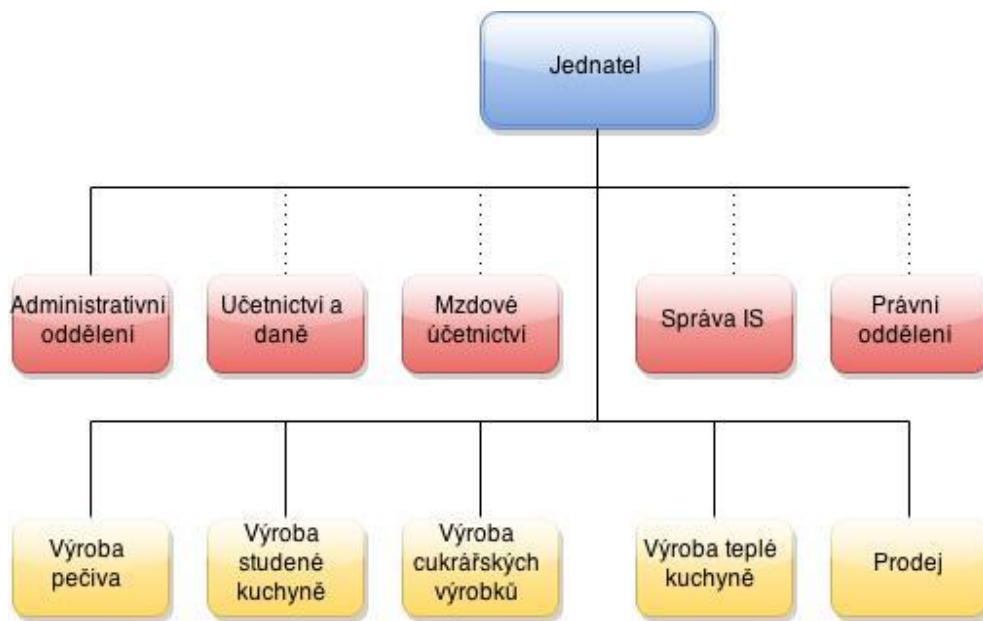 Jednatel
Administrativní
oddělení
Účetnictví a
daně
Mzdové
účetnictví
Správa IS
Právní
oddělení
Výroba
pečiva
Výroba
studené
kuchyně
Výroba
cukrářských
výrobků
Výroba teplé
kuchyně
Prodej